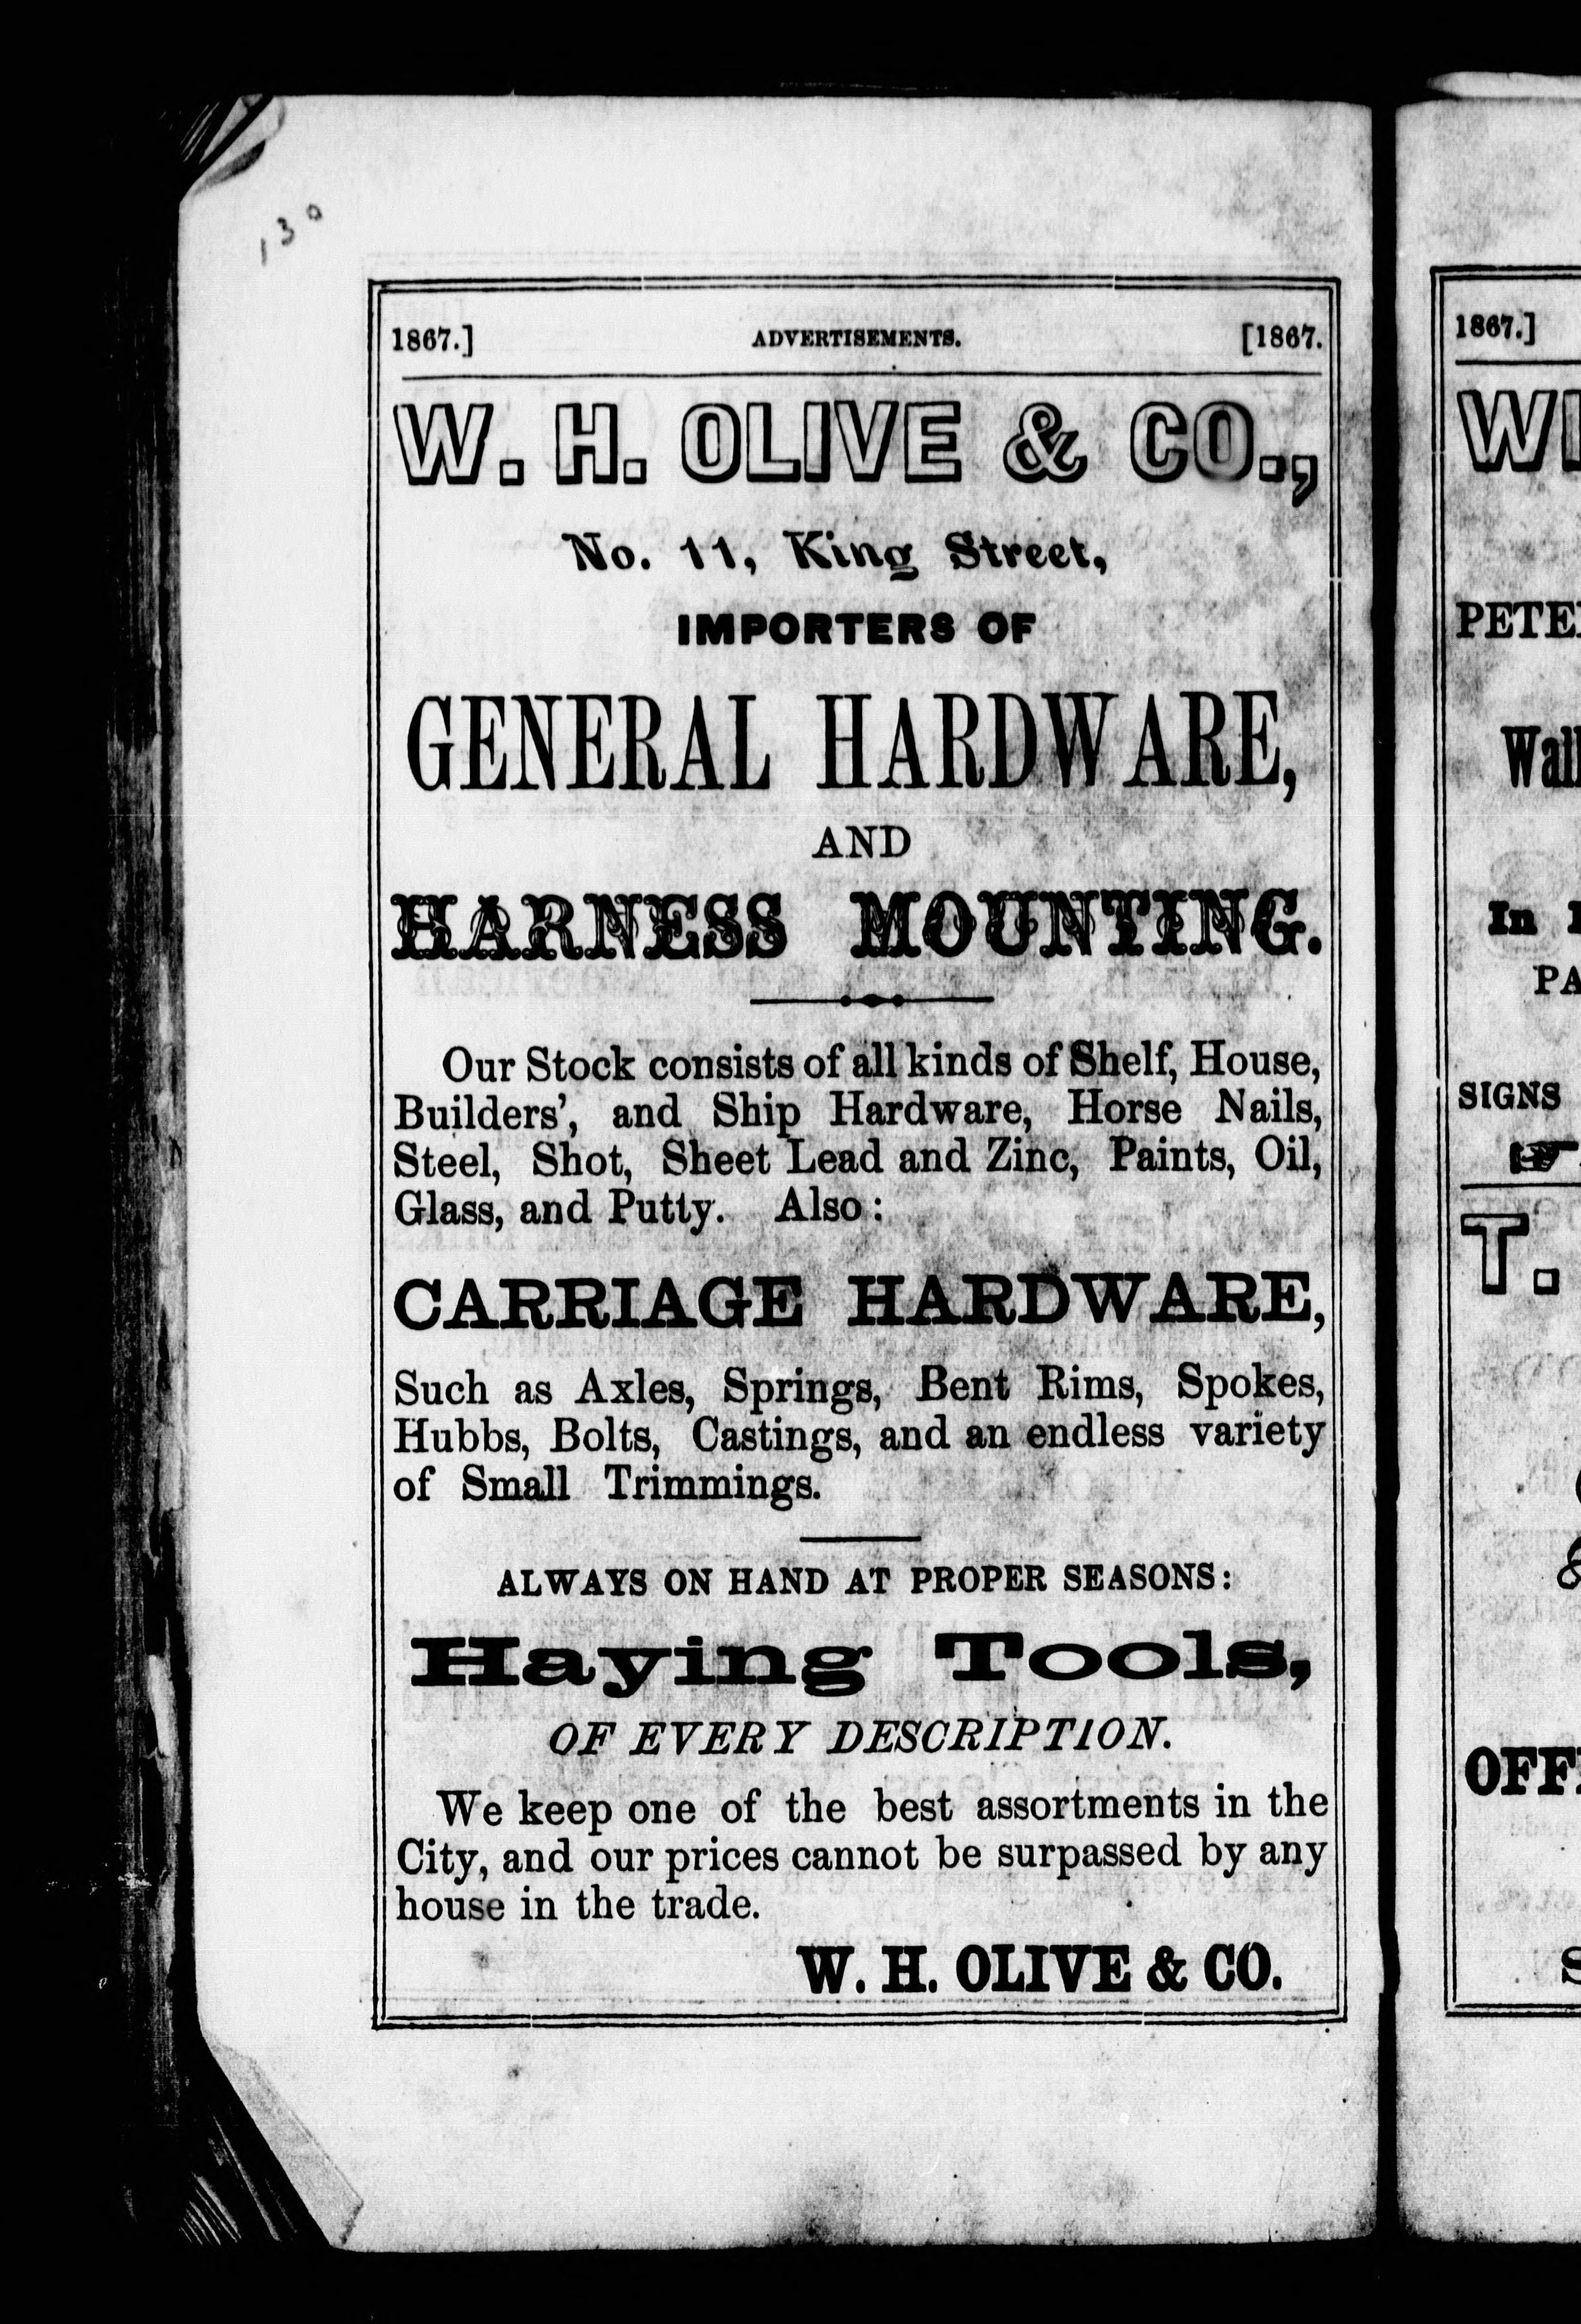 130
1867.] ADVERTISEMENTS. [1867.
W. H. OLIVE & CO.,
No. 11, King Street,
IMPORTERS OF
GENERAL HARDWARE,
AND
HARNESS MOUNTING.
Our Stock consists of all kinds of Shelf, House,
Builders', and Ship Hardware, Horse Nails,
Steel, Shot, Sheet Lead and Zinc, Paints, Oil,
Glass, and Putty. Also:
CARRIAGE HARDWARE,
Such as Axles, Springs, Bent Rims, Spokes,
Hubbs, Bolts, Castings, and an endless variety
of Small Trimmings.
ALWAYS ON HAND AT PROPER SEASONS:
Haying Tools,
OF EVERY DESCRIPTION.
We keep one of the best assortments in the
City, and our prices cannot be surpassed by any
house in the trade.
W. H. OLIVE & CO.
1867.]
In
SIGNS
T.